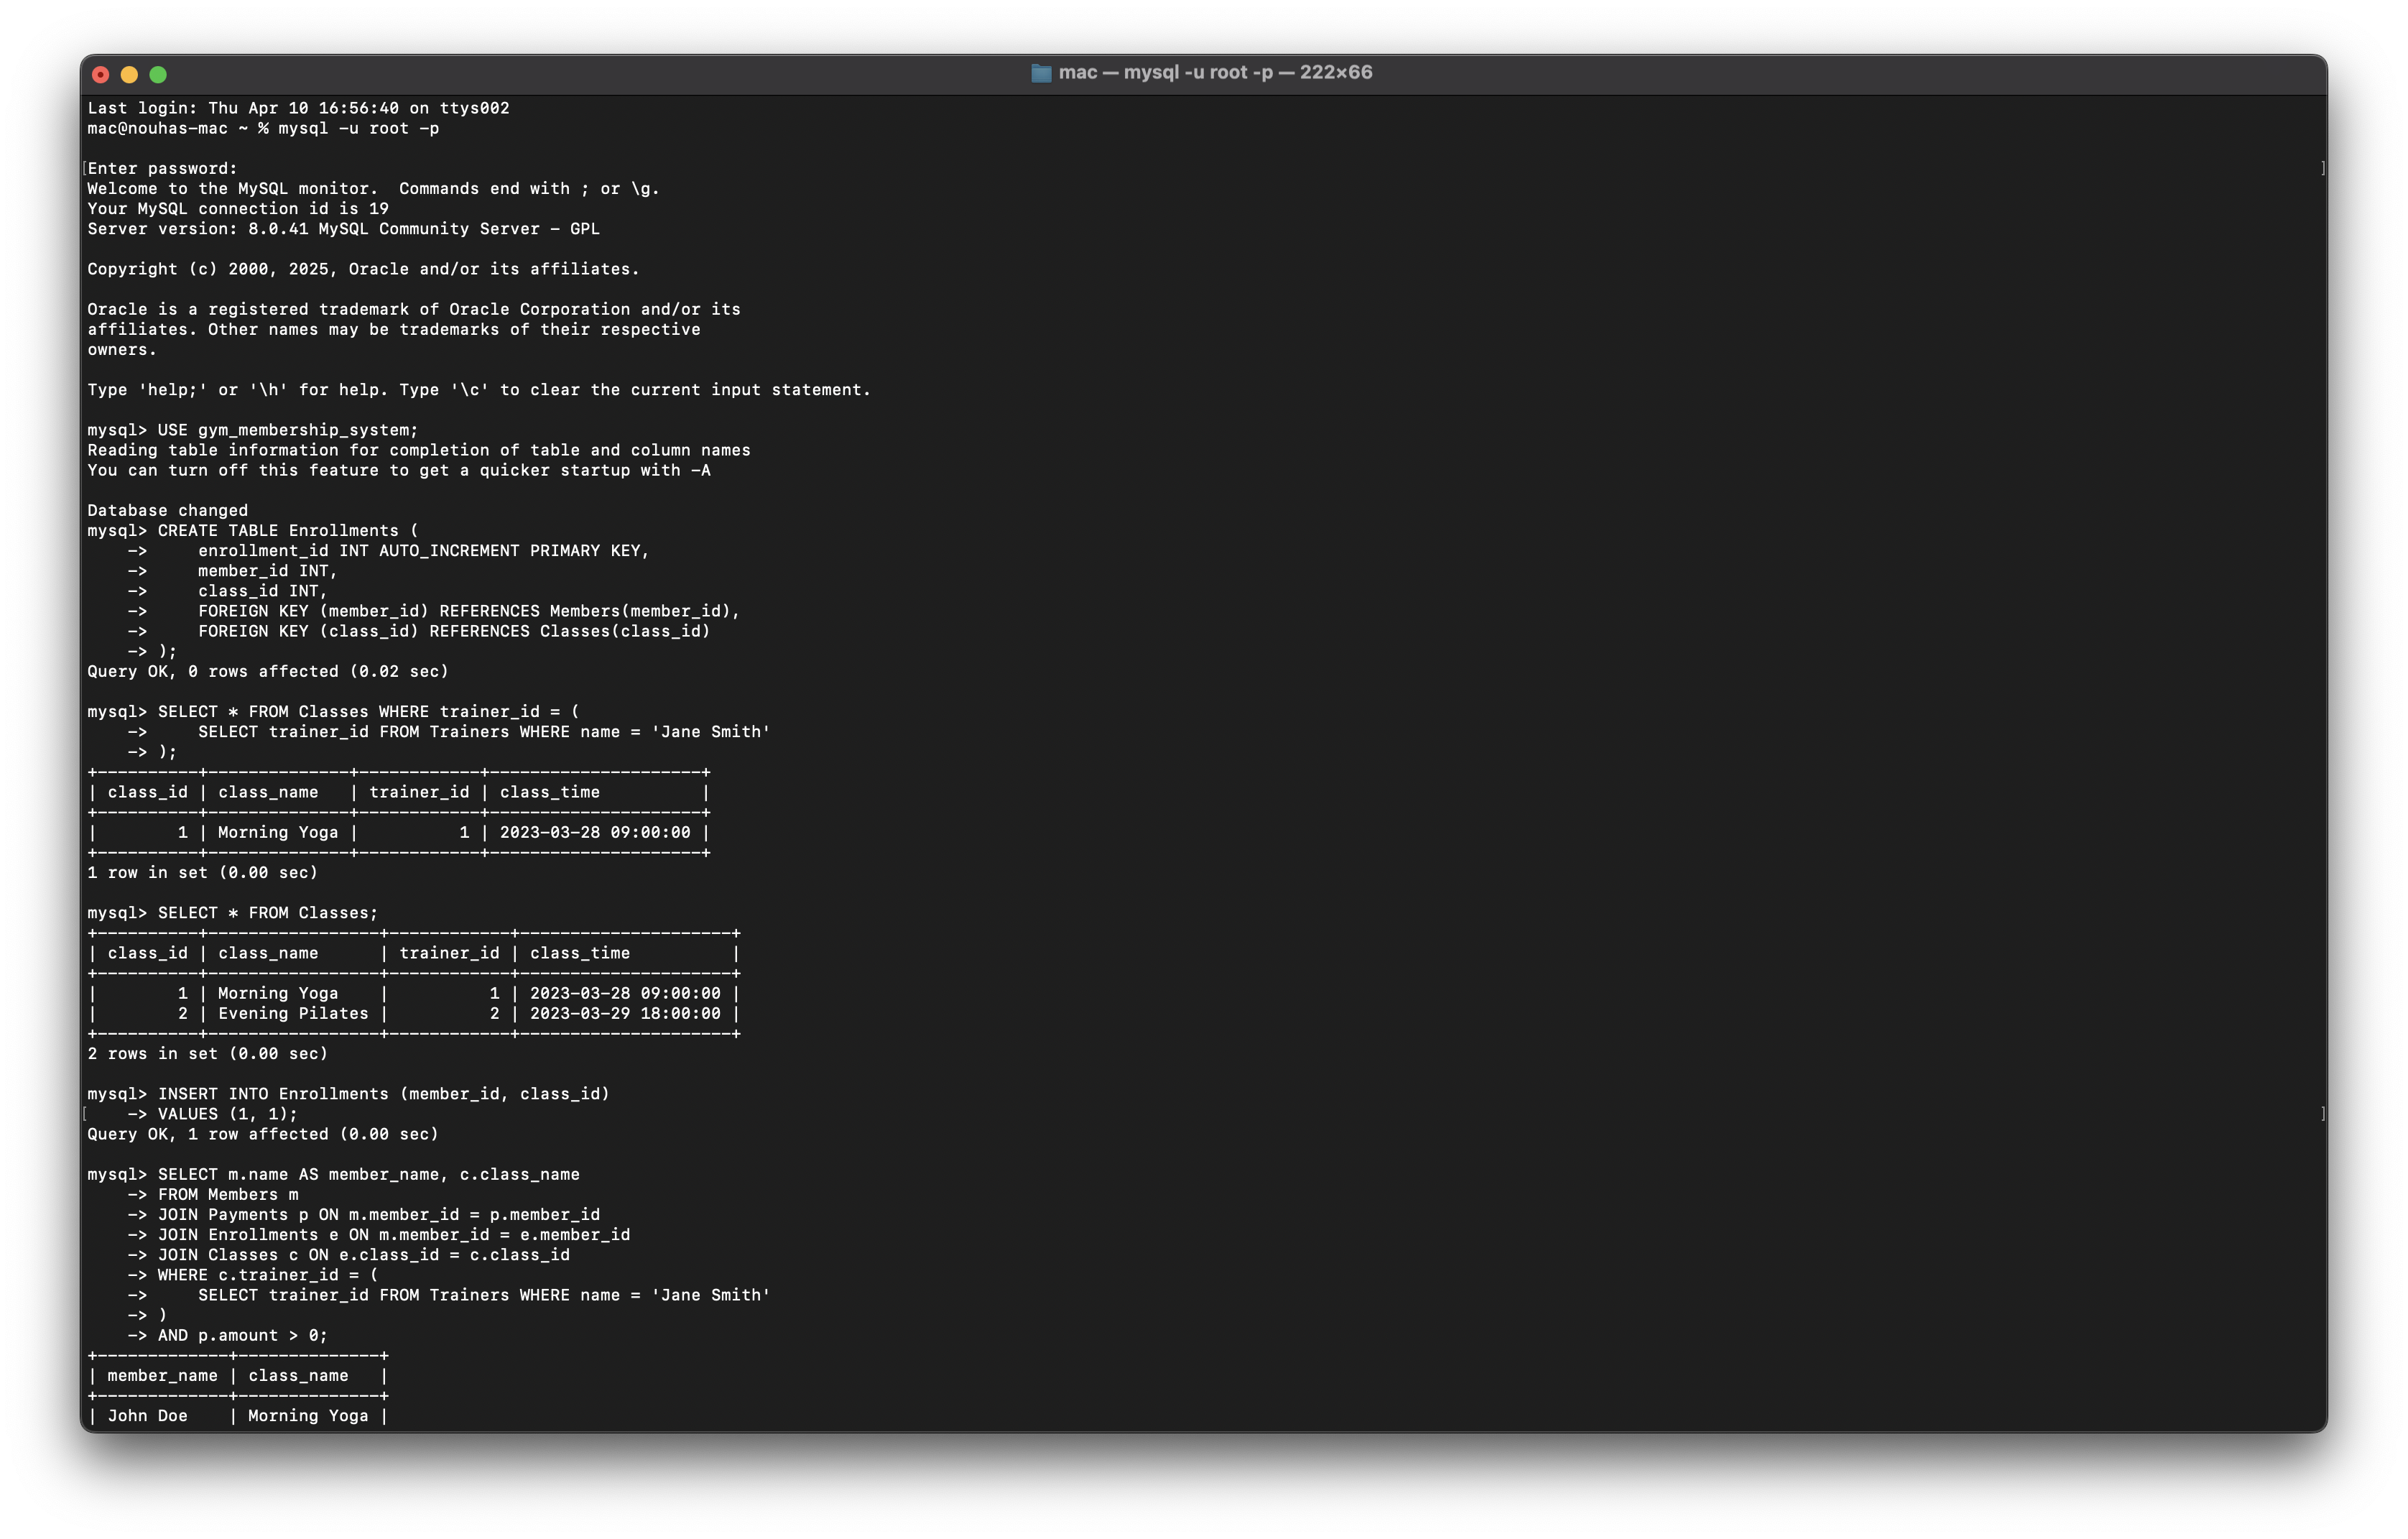 mac — mysql -u root -p — 222×66
Last login: Thu Apr 10 16:56:40 on ttys002
mac@nouhas-mac ~ % mysql -u root -p
[Enter password: ]
Welcome to the MySQL monitor.  Commands end with ; or \g.
Your MySQL connection id is 19
Server version: 8.0.41 MySQL Community Server - GPL
Copyright (c) 2000, 2025, Oracle and/or its affiliates.
Oracle is a registered trademark of Oracle Corporation and/or its
affiliates. Other names may be trademarks of their respective
owners.
Type 'help;' or '\h' for help. Type '\c' to clear the current input statement.
mysql> USE gym_membership_system;
Reading table information for completion of table and column names
You can turn off this feature to get a quicker startup with -A
Database changed
mysql> CREATE TABLE Enrollments (
    ->     enrollment_id INT AUTO_INCREMENT PRIMARY KEY,
    ->     member_id INT,
    ->     class_id INT,
    ->     FOREIGN KEY (member_id) REFERENCES Members(member_id),
    ->     FOREIGN KEY (class_id) REFERENCES Classes(class_id)
    -> );
Query OK, 0 rows affected (0.02 sec)
mysql> SELECT * FROM Classes WHERE trainer_id = (
    ->     SELECT trainer_id FROM Trainers WHERE name = 'Jane Smith'
    -> );
+----------+--------------+------------+---------------------+
| class_id | class_name   | trainer_id | class_time          |
+----------+--------------+------------+---------------------+
|        1 | Morning Yoga |          1 | 2023-03-28 09:00:00 |
+----------+--------------+------------+---------------------+
1 row in set (0.00 sec)
mysql> SELECT * FROM Classes;
+----------+-----------------+------------+---------------------+
| class_id | class_name      | trainer_id | class_time          |
+----------+-----------------+------------+---------------------+
|        1 | Morning Yoga    |          1 | 2023-03-28 09:00:00 |
|        2 | Evening Pilates |          2 | 2023-03-29 18:00:00 |
+----------+-----------------+------------+---------------------+
2 rows in set (0.00 sec)
mysql> INSERT INTO Enrollments (member_id, class_id)
[    -> VALUES (1, 1); ]
Query OK, 1 row affected (0.00 sec)
mysql> SELECT m.name AS member_name, c.class_name
    -> FROM Members m
    -> JOIN Payments p ON m.member_id = p.member_id
    -> JOIN Enrollments e ON m.member_id = e.member_id
    -> JOIN Classes c ON e.class_id = c.class_id
    -> WHERE c.trainer_id = (
    ->     SELECT trainer_id FROM Trainers WHERE name = 'Jane Smith'
    -> )
    -> AND p.amount > 0;
+-------------+--------------+
| member_name | class_name   |
+-------------+--------------+
| John Doe    | Morning Yoga |